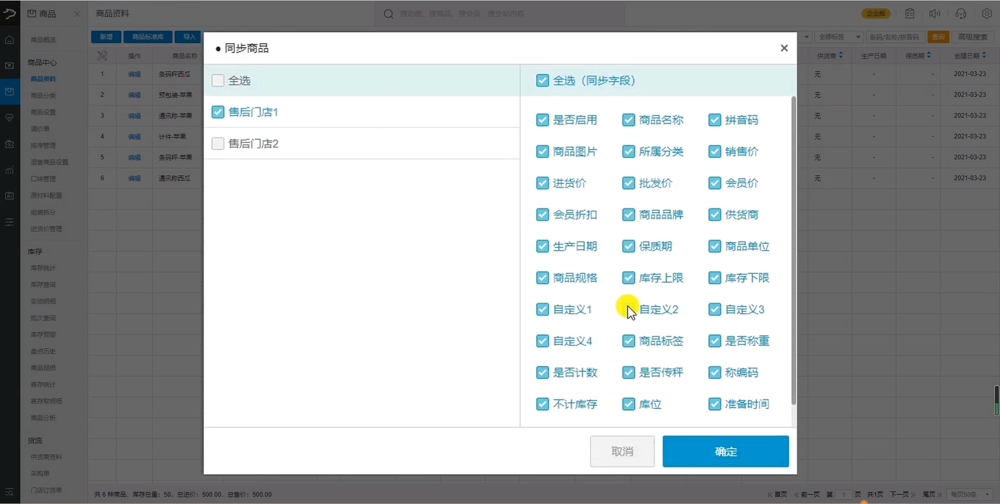 商品
商品资料
搜功能、搜商品、搜会员...搜全站内容
企业版
新增
商品标准库
导入
全部标签
条码/名称/拼音码
查询
高级搜索
商品概览
商品中心
商品资料
商品分类
商品设置
调价单
排序管理
混售商品设置
口味管理
原材料配置
组装拆分
进货价管理
库存
库存统计
库存查询
变动明细
批次查询
库存预警
盘点历史
商品报损
寄存统计
寄存取明细
商品分析
货流
供货商资料
采购单
门店订货单
操作 商品名称
1 编辑 条码秤西瓜
2 编辑 预包装-苹果
3 编辑 通讯称-苹果
4 编辑 计件-苹果
5 编辑 条码秤-苹果
6 编辑 通讯称西瓜
同步商品
全选
售后门店1
售后门店2
全选（同步字段）
是否启用 商品名称 拼音码
商品图片 所属分类 销售价
进货价 批发价 会员价
会员折扣 商品品牌 供货商
生产日期 保质期 商品单位
商品规格 库存上限 库存下限
自定义1 自定义2 自定义3
自定义4 商品标签 是否称重
是否计数 是否传秤 称编码
不计库存 库位 准备时间
取消
确定
供货商 生产日期 保质期 创建日期
无 - - 2021-03-23
无 - - 2021-03-23
无 - - 2021-03-23
无 - - 2021-03-23
无 - - 2021-03-23
无 - - 2021-03-23
共 6 种商品，库存总量：50，总进价：500.00，总售价：500.00
首页 前一页 第 1 页 共1页 下一页 尾页 每页50条